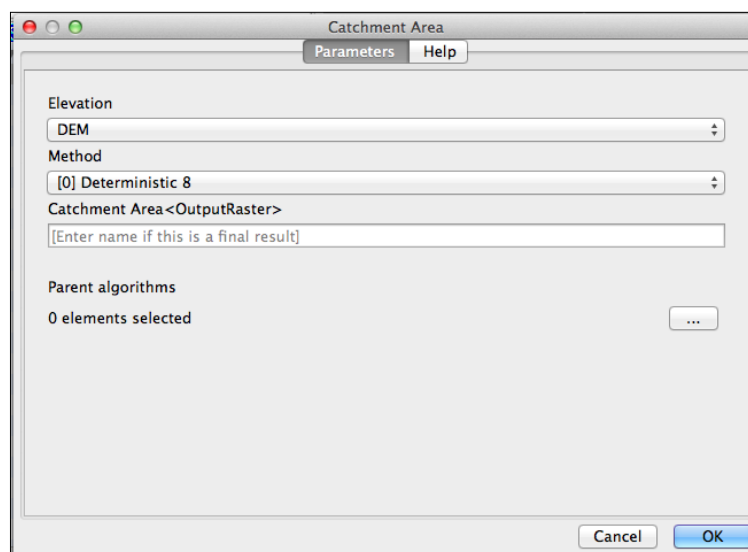 Catchment Area
Parameters Help
Elevation
DEM
Method
[0] Deterministic 8
Catchment Area<OutputRaster>
[Enter name if this is a final result]
Parent algorithms
0 elements selected
...
Cancel OK